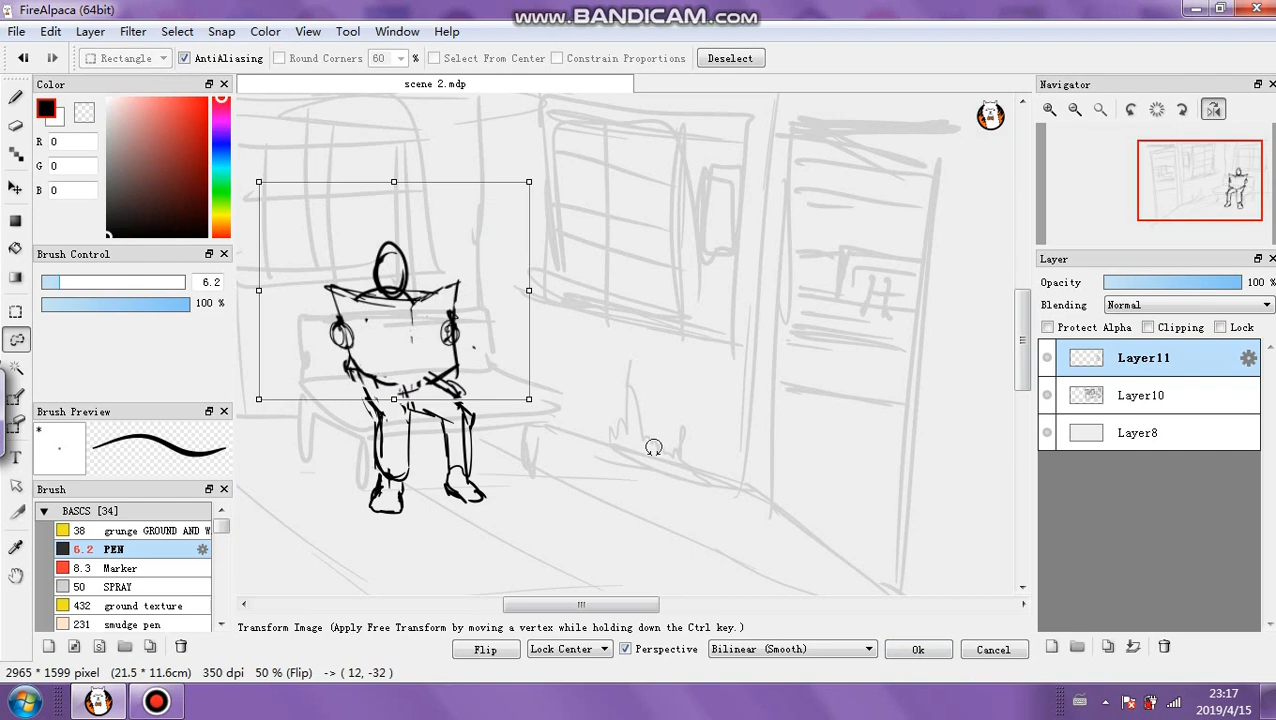 FireAlpaca (64bit)
www.BANDICAM.com
File Edit Layer Filter Select Snap Color View Tool Window Help
Rectangle AntiAliasing Round Corners 60 % Select From Center Constrain Proportions Deselect
Color
scene 2.mdp
Navigator
R 0
G 0
B 0
Brush Control
6.2
100 %
Layer
Opacity 100 %
Blending Normal
Protect Alpha Clipping Lock
Layer11
Layer10
Layer8
Brush Preview
*
Brush
BASCS [34]
38 grunge GROUND AND W
6.2 PEN
8.3 Marker
50 SPRAY
432 ground texture
231 smudge pen
Transform Image (Apply Free Transform by moving a vertex while holding down the Ctrl key.)
Flip Lock Center Perspective Bilinear (Smooth) Ok Cancel
2965 * 1599 pixel (21.5 * 11.6cm) 350 dpi 50 % (Flip) -> ( 12, -32 )
23:17
2019/4/15